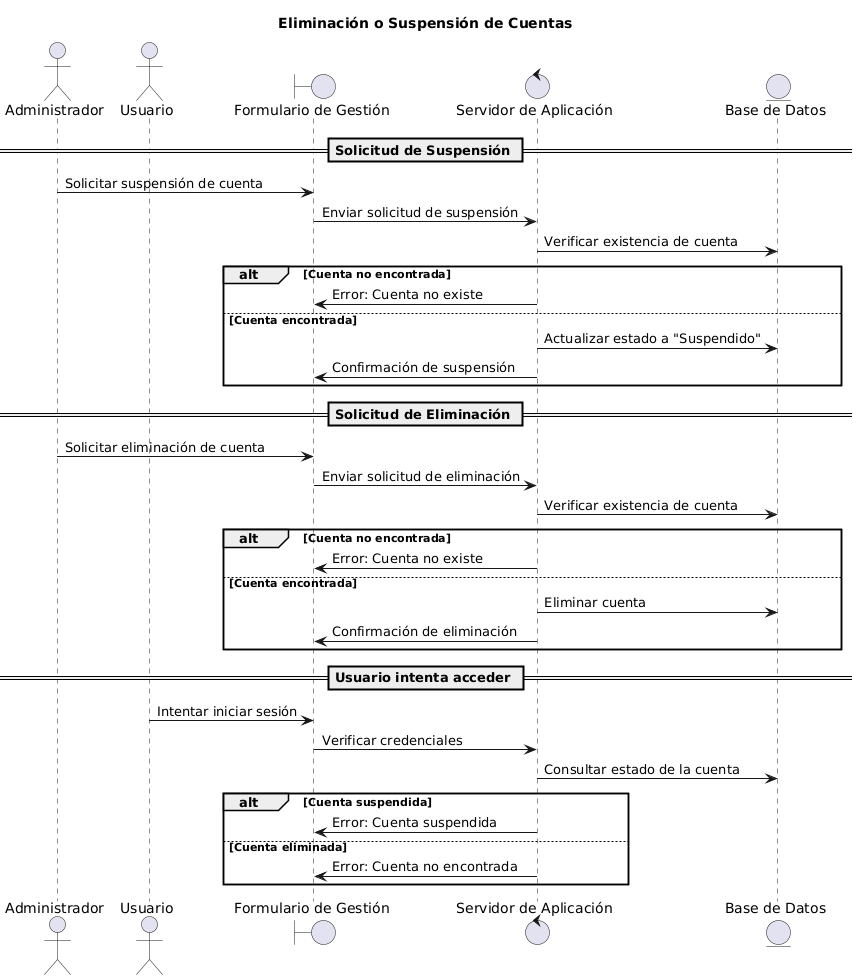 Eliminación o Suspensión de Cuentas
Administrador
Usuario
Formulario de Gestión
Servidor de Aplicación
Base de Datos
Solicitud de Suspensión
Solicitar suspensión de cuenta
Enviar solicitud de suspensión
Verificar existencia de cuenta
alt
[Cuenta no encontrada]
Error: Cuenta no existe
[Cuenta encontrada]
Actualizar estado a "Suspendido"
Confirmación de suspensión
Solicitud de Eliminación
Solicitar eliminación de cuenta
Enviar solicitud de eliminación
Verificar existencia de cuenta
alt
[Cuenta no encontrada]
Error: Cuenta no existe
[Cuenta encontrada]
Eliminar cuenta
Confirmación de eliminación
Usuario intenta acceder
Intentar iniciar sesión
Verificar credenciales
Consultar estado de la cuenta
alt
[Cuenta suspendida]
Error: Cuenta suspendida
[Cuenta eliminada]
Error: Cuenta no encontrada
Administrador
Usuario
Formulario de Gestión
Servidor de Aplicación
Base de Datos